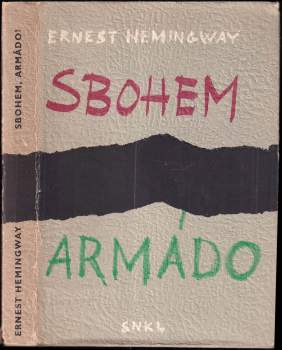 ERNEST HEMINGWAY
SBOHEM
ARMÁDO
SNKL
ERNEST HEMINGWAY SBOHEM, ARMÁDO!